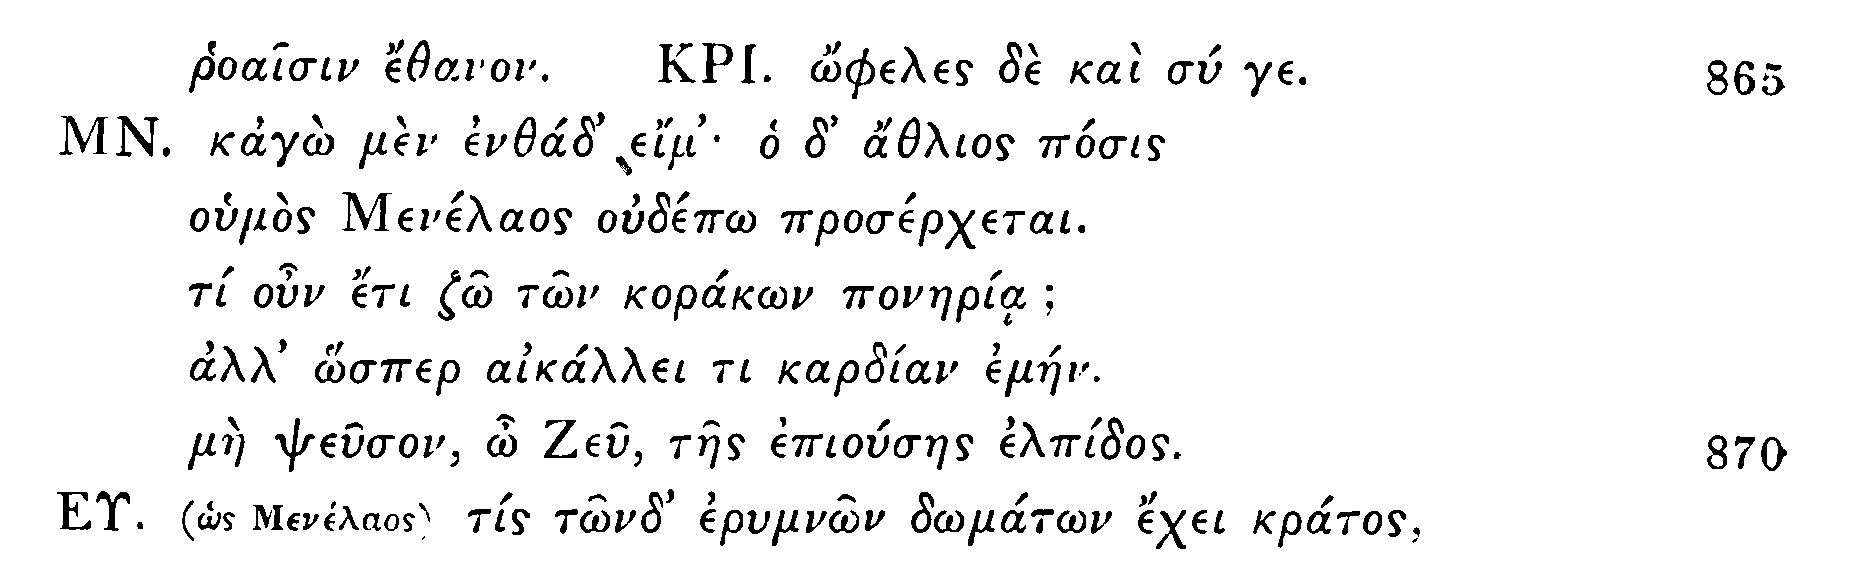 ῥοαῖσιν ἔθανον. ΚΡΙ. ὤφελες δὲ καὶ σύ γε. 865
ΜΝ. κἀγὼ μὲν ἐνθάδ’ εἴμ’· ὁ δ’ ἄθλιος πόσις
οὑμὸς Μενέλαος οὐδέπω προσέρχεται.
τί οὖν ἔτι ζῶ τῶν κοράκων πονηρίᾳ ;
ἀλλ’ ὥσπερ αἰκάλλει τι καρδίαν ἐμήν.
μὴ ψεῦσον, ὦ Ζεῦ, τῆς ἐπιούσης ἐλπίδος. 870
ΕΥ. (ὡς Μενέλαος) τίς τῶνδ’ ἐρυμνῶν δωμάτων ἔχει κράτος,